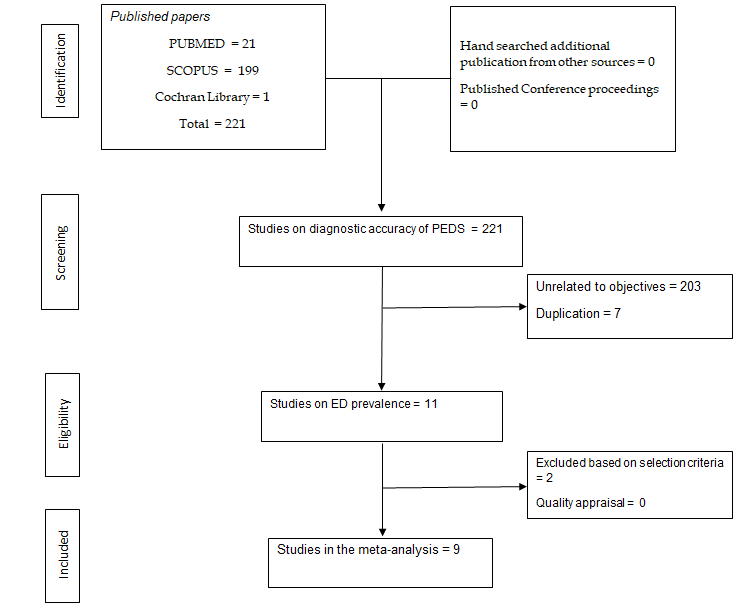 Identification
Published papers
PUBMED = 21
SCOPUS = 199
Cochran Library = 1
Total = 221
Hand searched additional
publication from other sources = 0
Published Conference proceedings
= 0
Screening
Studies on diagnostic accuracy of PEDS = 221
Unrelated to objectives = 203
Duplication = 7
Eligibility
Studies on ED prevalence = 11
Excluded based on selection criteria
= 2
Quality appraisal = 0
Included
Studies in the meta-analysis = 9